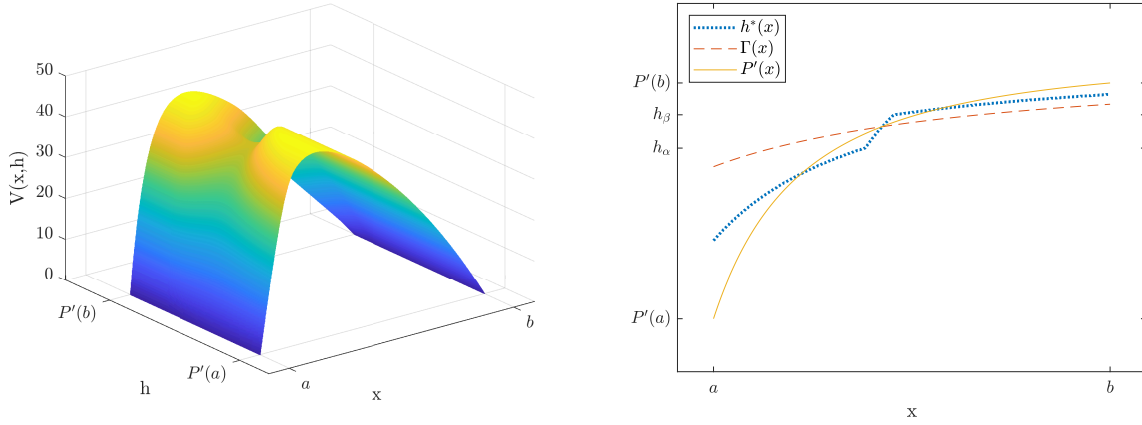 50
40
30
20
10
0
V(x,h)
P′(b)
P′(a)
h
a
x
b
h*(x)
Γ(x)
P′(x)
P′(b)
h_β
h_α
P′(a)
a
b
x